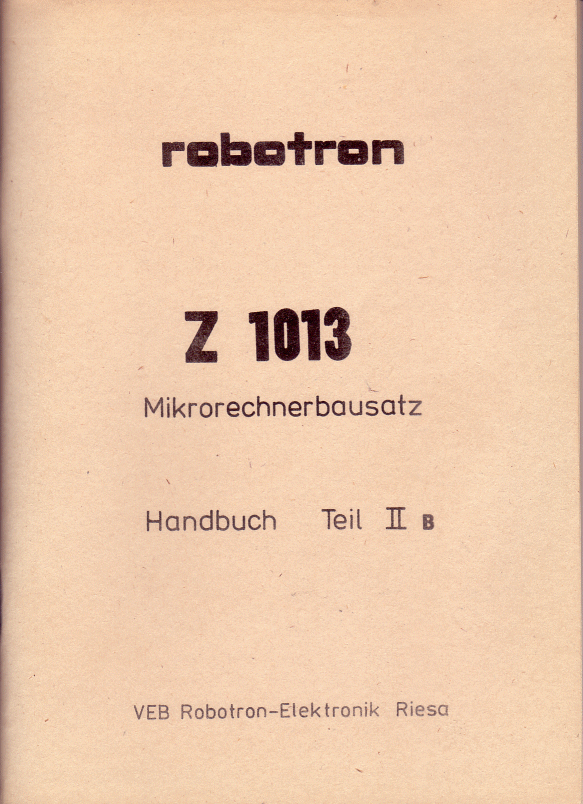 robotron
Z 1013
Mikrorechnerbausatz
Handbuch Teil II B
VEB Robotron-Elektronik Riesa